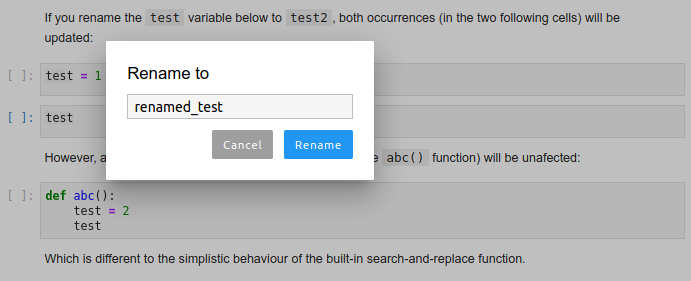 If you rename the test variable below to test2 , both occurrences (in the two following cells) will be
updated:
[ ]: test = 1
Rename to
renamed_test
[ ]: test
Cancel Rename
However, a abc() function) will be unafected:
[ ]: def abc():
test = 2
test
Which is different to the simplistic behaviour of the built-in search-and-replace function.